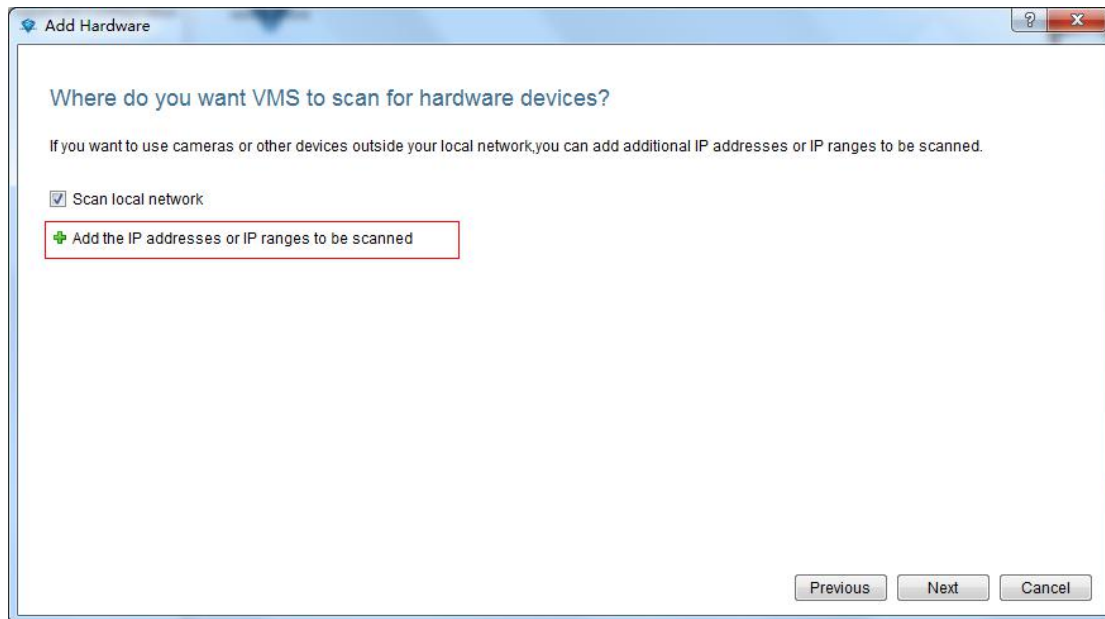 Add Hardware
Where do you want VMS to scan for hardware devices?
If you want to use cameras or other devices outside your local network,you can add additional IP addresses or IP ranges to be scanned.
Scan local network
Add the IP addresses or IP ranges to be scanned
Previous Next Cancel